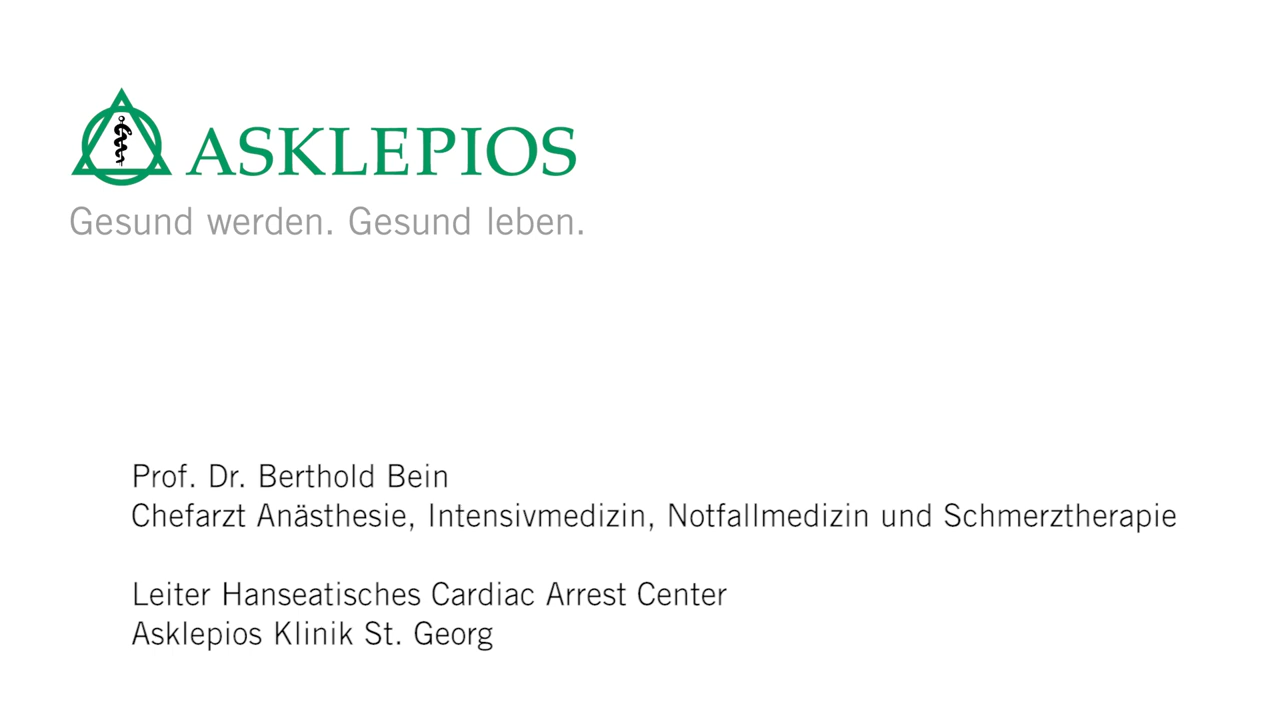 ASKLEPIOS
Gesund werden. Gesund leben.
Prof. Dr. Berthold Bein
Chefarzt Anästhesie, Intensivmedizin, Notfallmedizin und Schmerztherapie
Leiter Hanseatisches Cardiac Arrest Center
Asklepios Klinik St. Georg